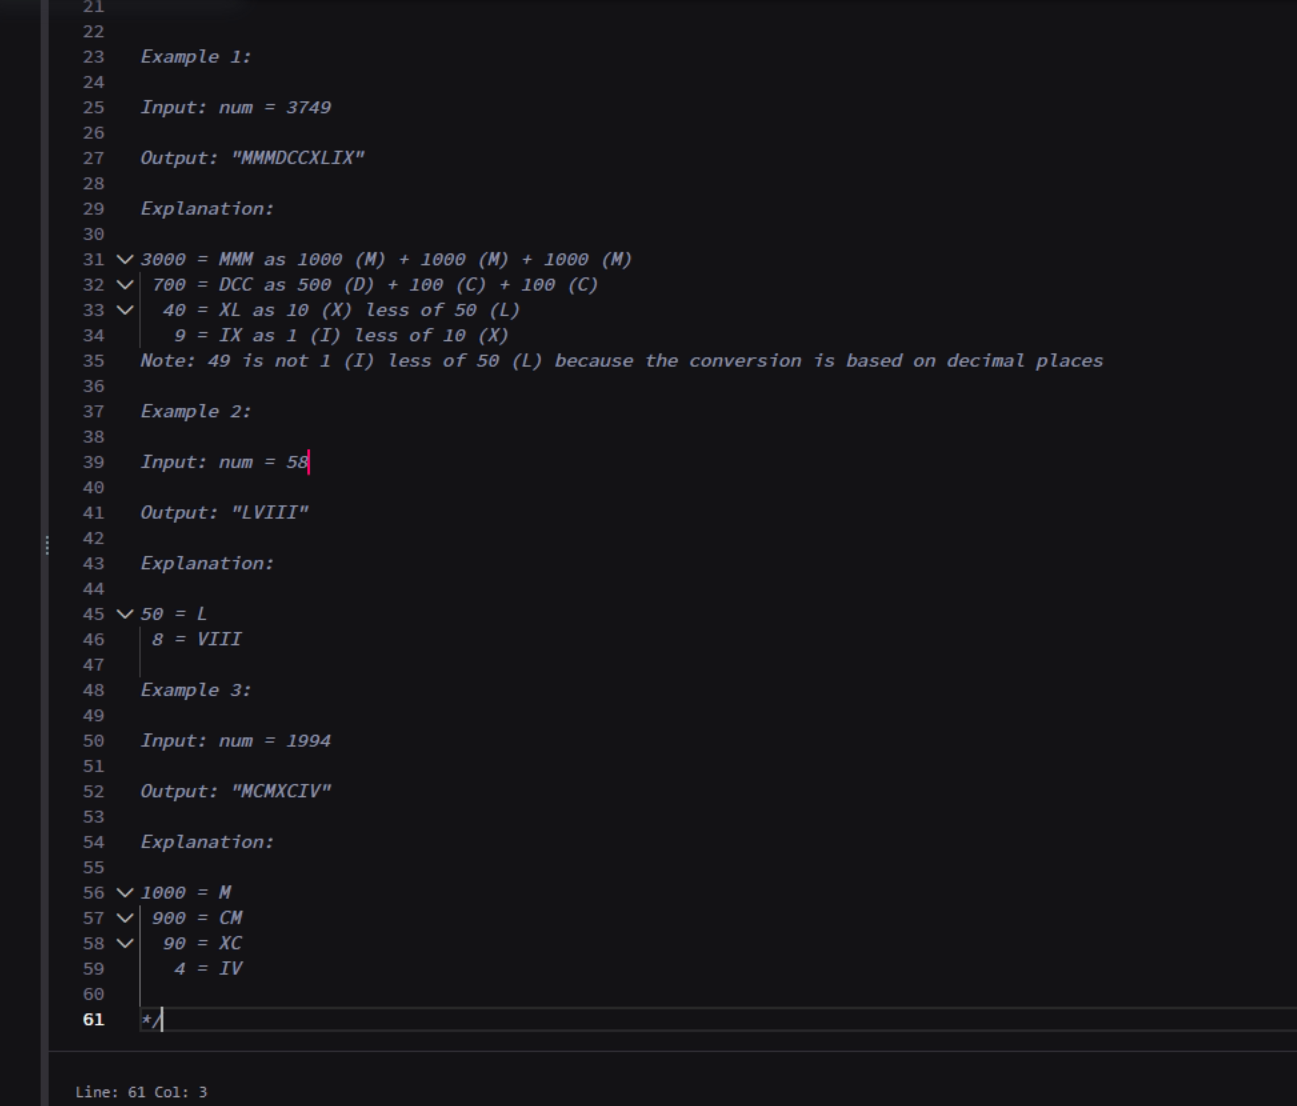 21
22
23 Example 1:
24
25 Input: num = 3749
26
27 Output: "MMMDCCXLIX"
28
29 Explanation:
30
31 3000 = MMM as 1000 (M) + 1000 (M) + 1000 (M)
32 700 = DCC as 500 (D) + 100 (C) + 100 (C)
33 40 = XL as 10 (X) less of 50 (L)
34 9 = IX as 1 (I) less of 10 (X)
35 Note: 49 is not 1 (I) less of 50 (L) because the conversion is based on decimal places
36
37 Example 2:
38
39 Input: num = 58
40
41 Output: "LVIII"
42
43 Explanation:
44
45 50 = L
46 8 = VIII
47
48 Example 3:
49
50 Input: num = 1994
51
52 Output: "MCMXCIV"
53
54 Explanation:
55
56 1000 = M
57 900 = CM
58 90 = XC
59 4 = IV
60
61 */
Line: 61 Col: 3